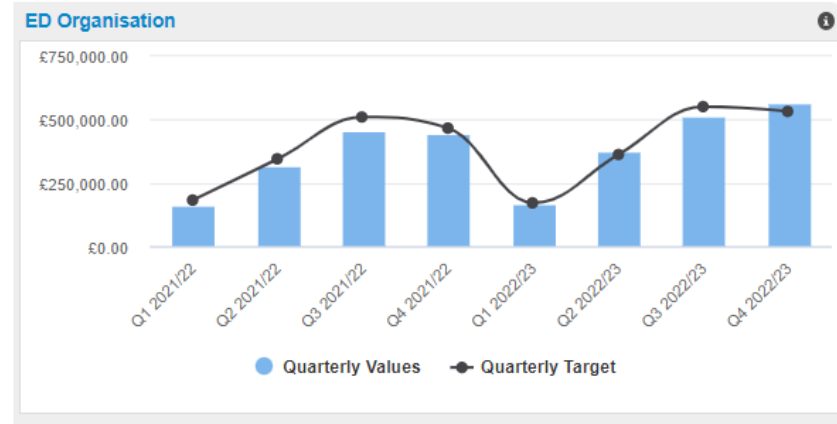 ED Organisation
£750,000.00
£500,000.00
£250,000.00
£0.00
Q1 2021/22
Q2 2021/22
Q3 2021/22
Q4 2021/22
Q1 2022/23
Q2 2022/23
Q3 2022/23
Q4 2022/23
Quarterly Values Quarterly Target